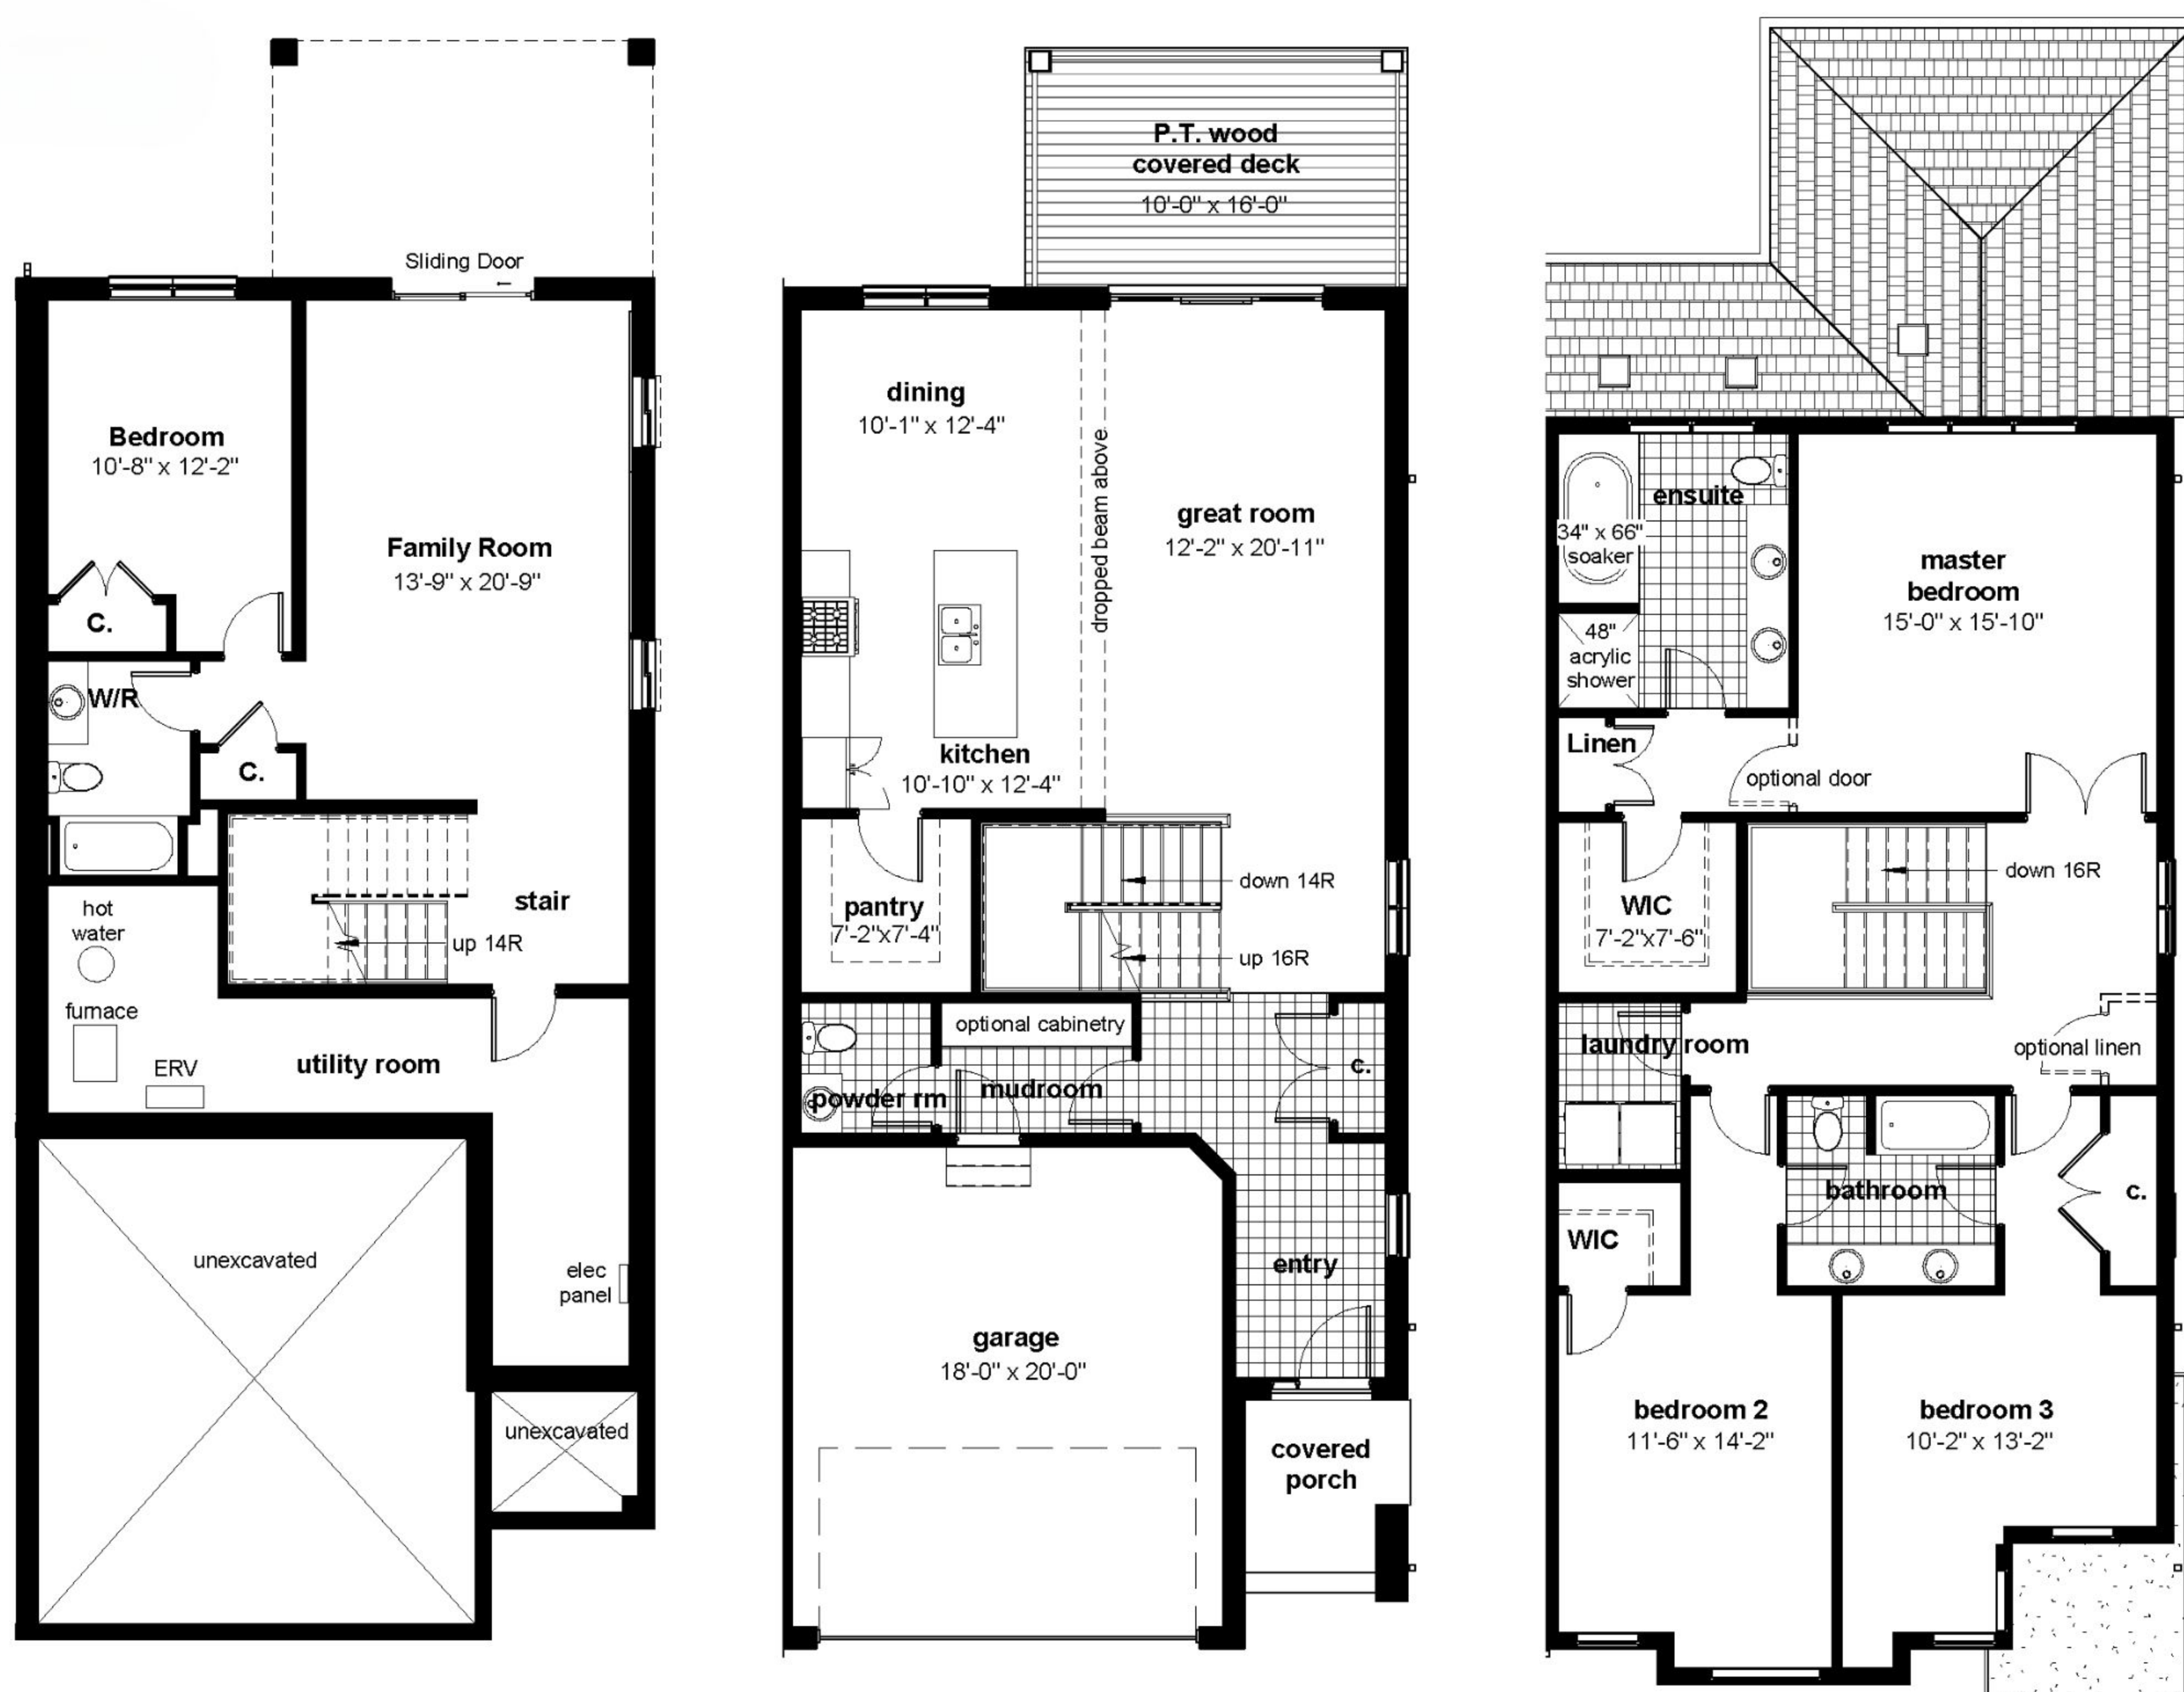 Sliding Door
Bedroom
10'-8" x 12'-2"
Family Room
13'-9" x 20'-9"
C.
W/R
C.
stair
up 14R
hot
water
furnace
ERV
utility room
unexcavated
elec
panel
unexcavated
P.T. wood
covered deck
10'-0" x 16'-0"
dining
10'-1" x 12'-4"
dropped beam above
great room
12'-2" x 20'-11"
kitchen
10'-10" x 12'-4"
down 14R
pantry
7'-2"x7'-4"
up 16R
optional cabinetry
powder rm
mudroom
c.
entry
garage
18'-0" x 20'-0"
covered
porch
ensuite
34" x 66"
soaker
master
bedroom
15'-0" x 15'-10"
48"
acrylic
shower
Linen
optional door
down 16R
WIC
7'-2"x7'-6"
laundry room
optional linen
bathroom
c.
WIC
bedroom 2
11'-6" x 14'-2"
bedroom 3
10'-2" x 13'-2"